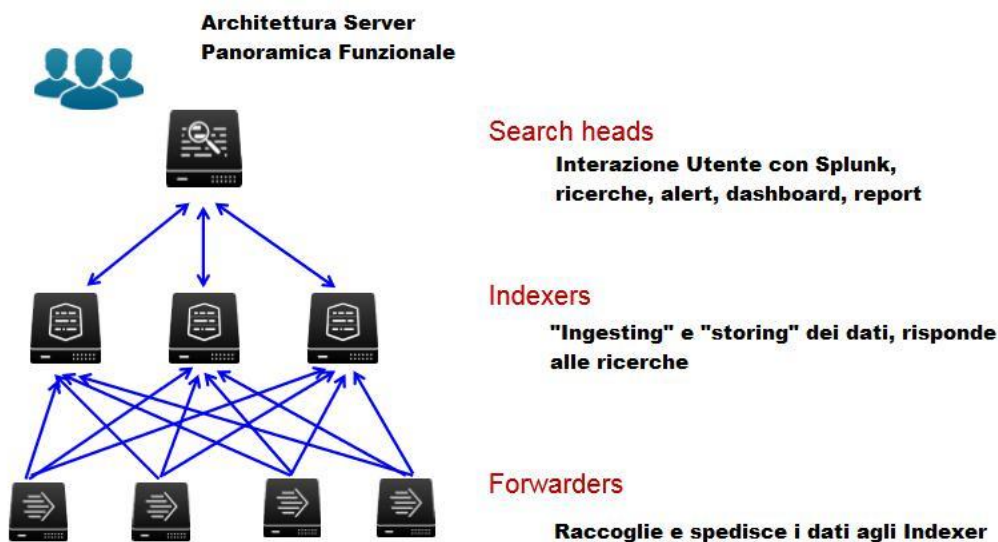 Architettura Server
Panoramica Funzionale
Search heads
Interazione Utente con Splunk,
ricerche, alert, dashboard, report
Indexers
"Ingesting" e "storing" dei dati, risponde
alle ricerche
Forwarders
Raccoglie e spedisce i dati agli Indexer